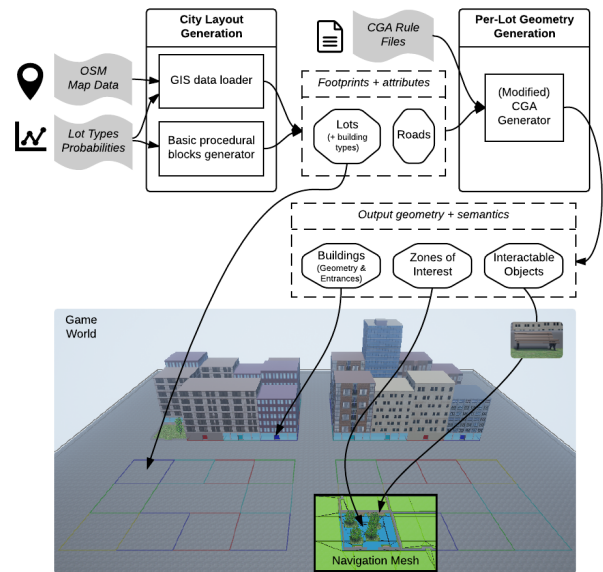 City Layout
Generation
CGA Rule
Files
Per-Lot Geometry
Generation
OSM
Map Data
GIS data loader
Footprints + attributes
(Modified)
CGA
Generator
Lot Types
Probabilities
Basic procedural
blocks generator
Lots
(+ building
types)
Roads
Output geometry + semantics
Buildings
(Geometry &
Entrances)
Zones of
Interest
Interactable
Objects
Game
World
Navigation Mesh